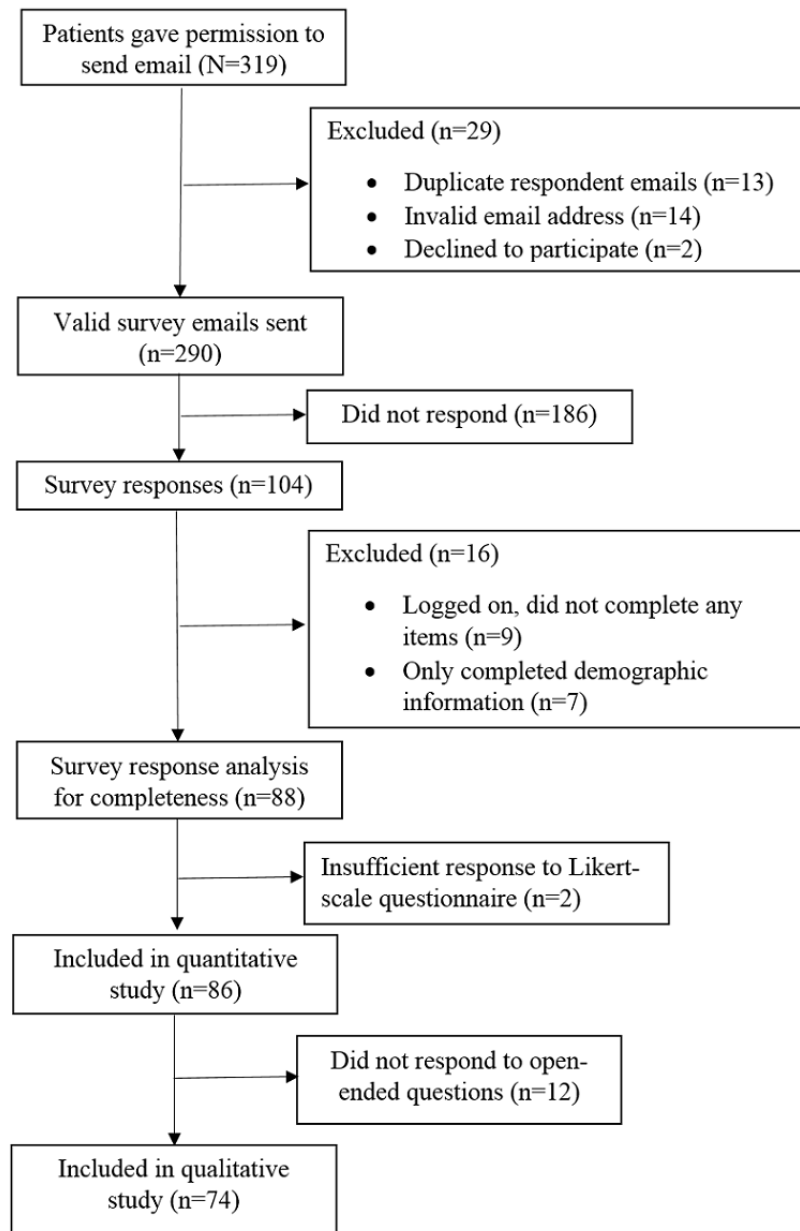 Patients gave permission to
send email (N=319)
Excluded (n=29)
• Duplicate respondent emails (n=13)
• Invalid email address (n=14)
• Declined to participate (n=2)
Valid survey emails sent
(n=290)
Did not respond (n=186)
Survey responses (n=104)
Excluded (n=16)
• Logged on, did not complete any
items (n=9)
• Only completed demographic
information (n=7)
Survey response analysis
for completeness (n=88)
Insufficient response to Likert-
scale questionnaire (n=2)
Included in quantitative
study (n=86)
Did not respond to open-
ended questions (n=12)
Included in qualitative
study (n=74)